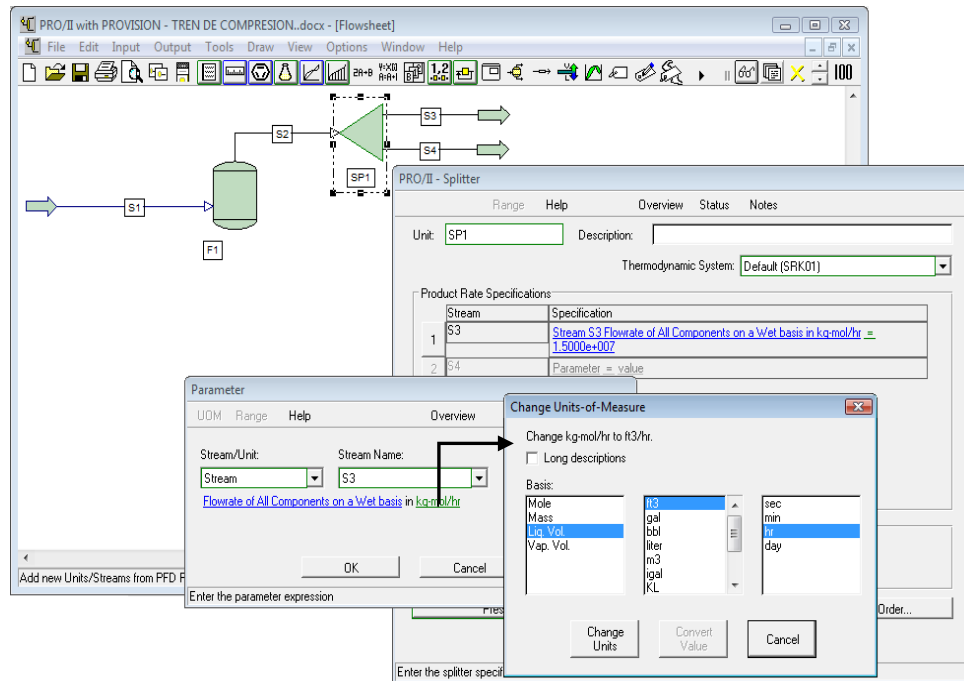 PRO/II with PROVISION - TREN DE COMPRESION..docx - [Flowsheet]
File Edit Input Output Tools Draw View Options Window Help
100
S3
S2
S4
SP1
S1
F1
PRO/II - Splitter
Range Help Overview Status Notes
Unit: SP1 Description:
Thermodynamic System: Default (SRK01)
Product Rate Specifications
Stream Specification
1 S3 Stream S3 Flowrate of All Components on a Wet basis in kg-mol/hr =
1.5000e+007
2 S4 Parameter = value
Parameter
UOM Range Help Overview
Stream/Unit: Stream Name:
Stream S3
Flowrate of All Components on a Wet basis in kg-mol/hr
OK Cancel
Enter the parameter expression
Change Units-of-Measure
Change kg-mol/hr to ft3/hr.
Long descriptions
Basis:
Mole ft3 sec
Mass gal min
Liq. Vol. bbl hr
Vap. Vol. liter day
m3
igal
KL
Change Units
Convert Value
Cancel
Order...
Add new Units/Streams from PFD P
Enter the splitter specif